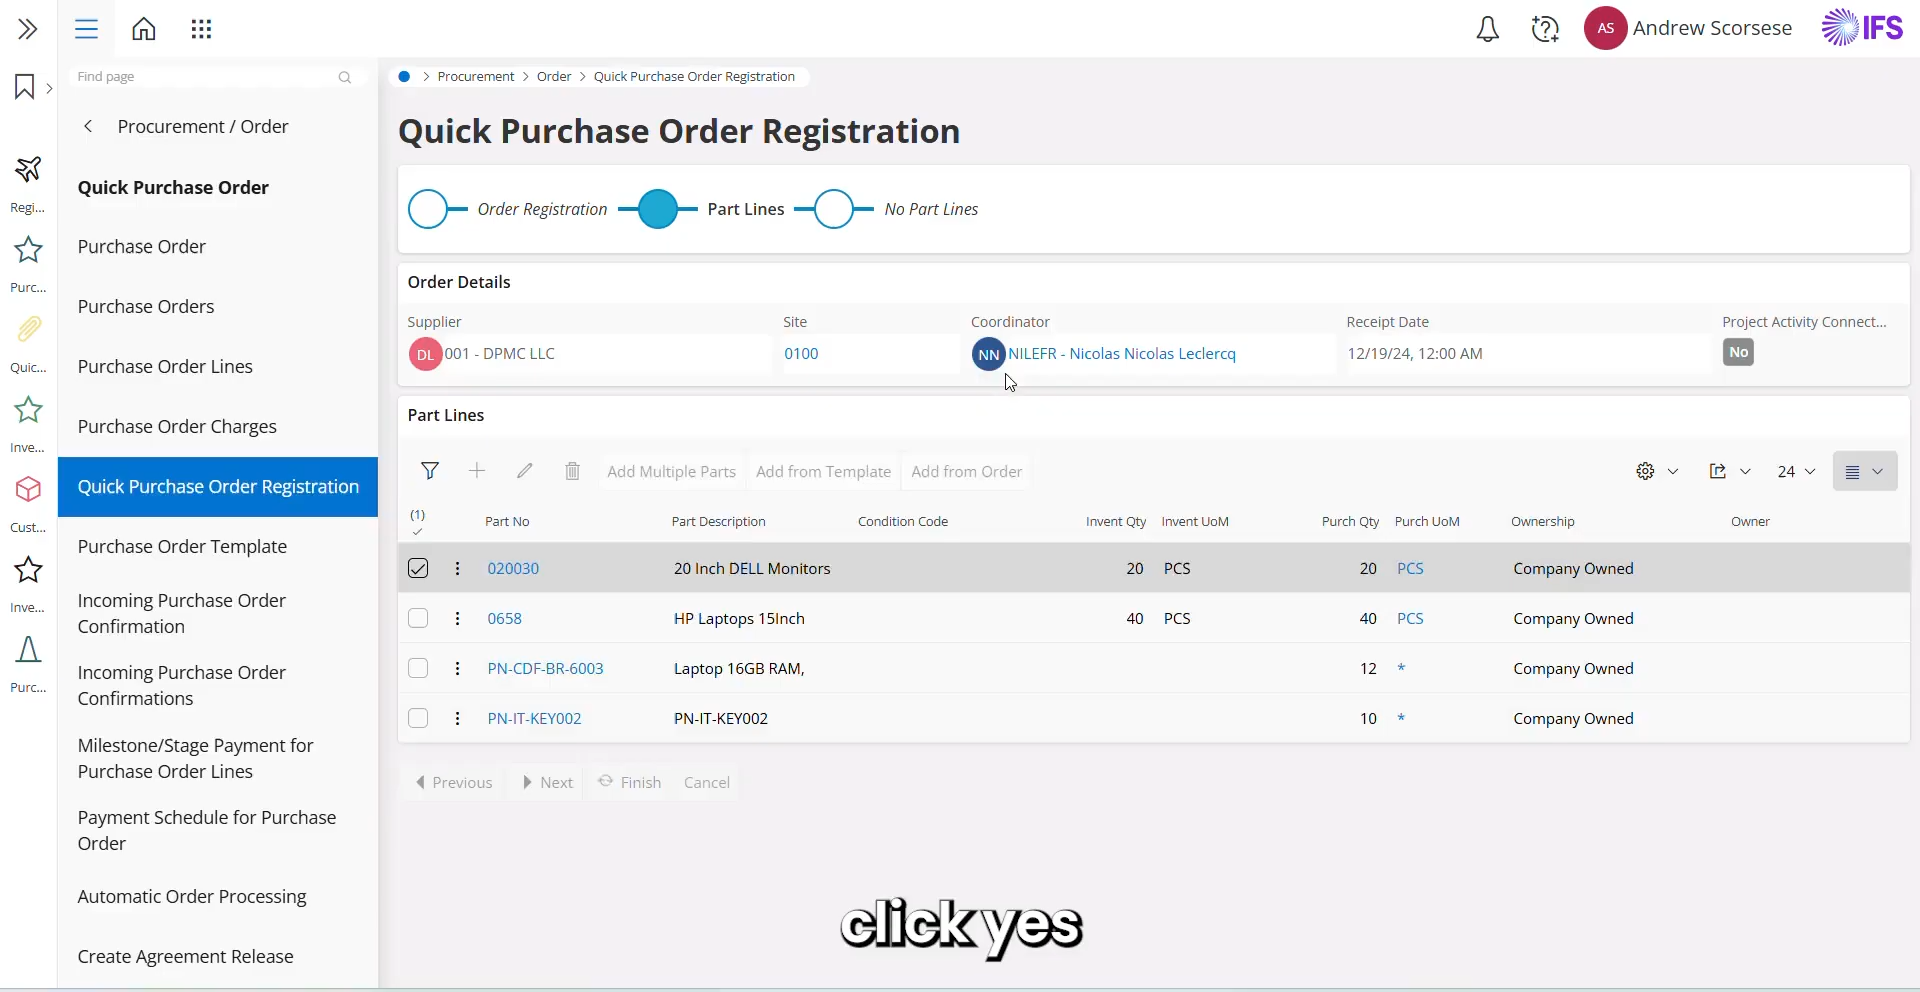 AS Andrew Scorsese IFS
Find page
Procurement / Order
Quick Purchase Order
Purchase Order
Purchase Orders
Purchase Order Lines
Purchase Order Charges
Quick Purchase Order Registration
Purchase Order Template
Incoming Purchase Order
Confirmation
Incoming Purchase Order
Confirmations
Milestone/Stage Payment for
Purchase Order Lines
Payment Schedule for Purchase
Order
Automatic Order Processing
Create Agreement Release
Regi...
Purc...
Quic...
Inve...
Cust...
Inve...
Purc...
Procurement > Order > Quick Purchase Order Registration
Quick Purchase Order Registration
Order Registration Part Lines No Part Lines
Order Details
Supplier Site Coordinator Receipt Date Project Activity Connect...
DL 001 - DPMC LLC 0100 NN NILEFR - Nicolas Nicolas Leclercq 12/19/24, 12:00 AM No
Part Lines
Add Multiple Parts Add from Template Add from Order 24
(1) Part No Part Description Condition Code Invent Qty Invent UoM Purch Qty Purch UoM Ownership Owner
020030 20 Inch DELL Monitors 20 PCS 20 PCS Company Owned
0658 HP Laptops 15Inch 40 PCS 40 PCS Company Owned
PN-CDF-BR-6003 Laptop 16GB RAM, 12 * Company Owned
PN-IT-KEY002 PN-IT-KEY002 10 * Company Owned
Previous Next Finish Cancel
click yes